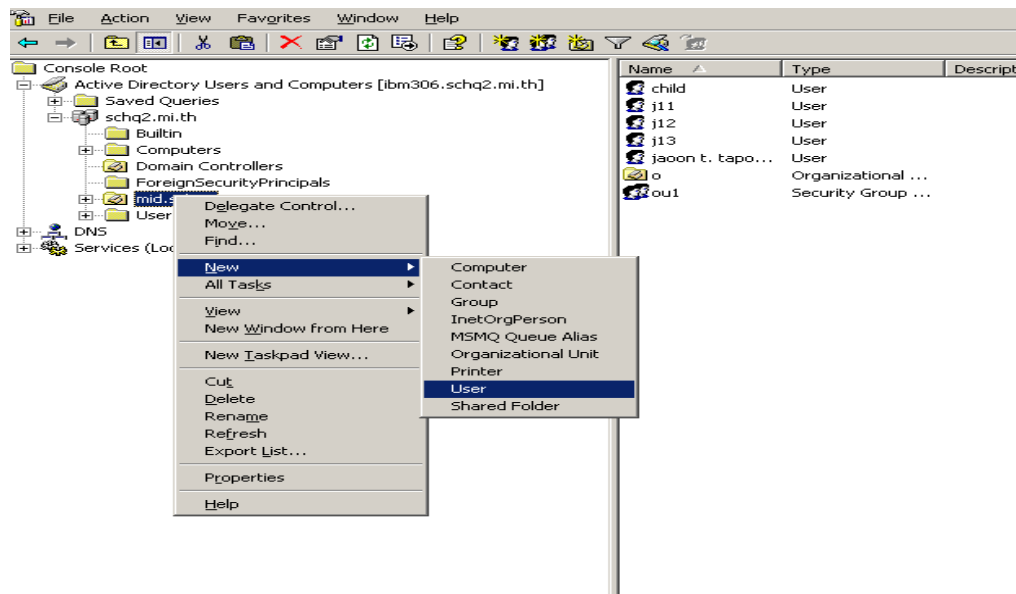 File Action View Favorites Window Help
Console Root
Active Directory Users and Computers [ibm306.schq2.mi.th]
Saved Queries
schq2.mi.th
Builtin
Computers
Domain Controllers
ForeignSecurityPrincipals
mid.s
User
DNS
Services (Loc
Delegate Control...
Move...
Find...
New
All Tasks
View
New Window from Here
New Taskpad View...
Cut
Delete
Rename
Refresh
Export List...
Properties
Help
Computer
Contact
Group
InetOrgPerson
MSMQ Queue Alias
Organizational Unit
Printer
User
Shared Folder
Name Type Descript
child User
j11 User
j12 User
j13 User
jaoon t. tapo... User
o Organizational ...
ou1 Security Group ...